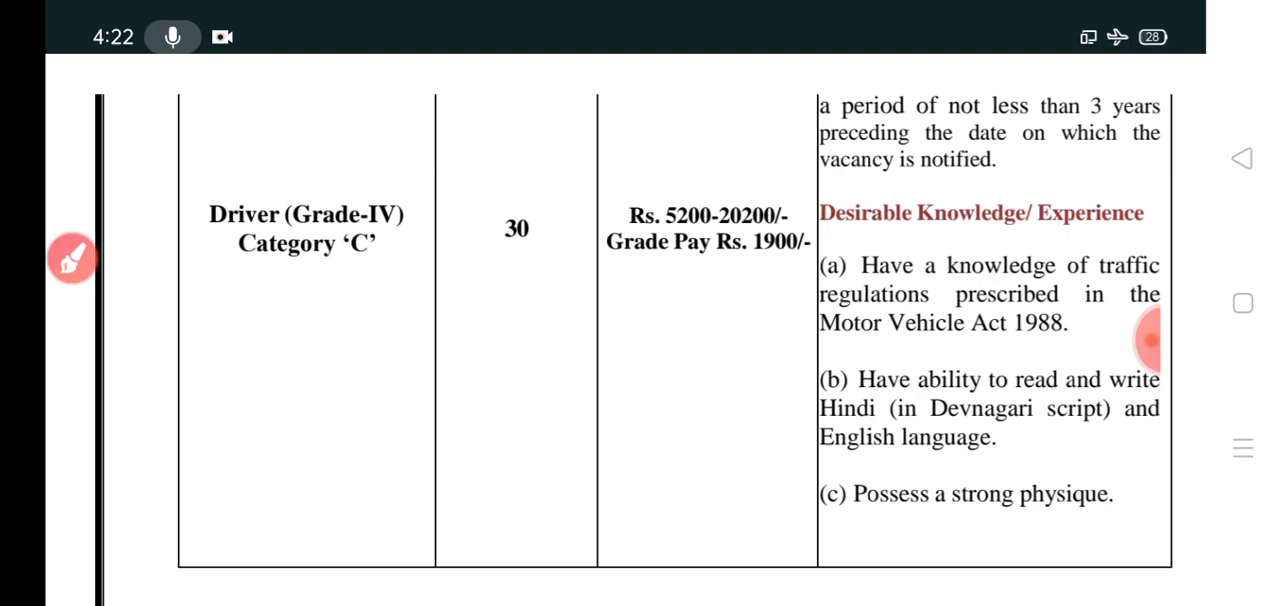 4:22
28
a period of not less than 3 years
preceding the date on which the
vacancy is notified.
Driver (Grade-IV)
Category ‘C’
30
Rs. 5200-20200/-
Grade Pay Rs. 1900/-
Desirable Knowledge/ Experience
(a) Have a knowledge of traffic
regulations prescribed in the
Motor Vehicle Act 1988.
(b) Have ability to read and write
Hindi (in Devnagari script) and
English language.
(c) Possess a strong physique.